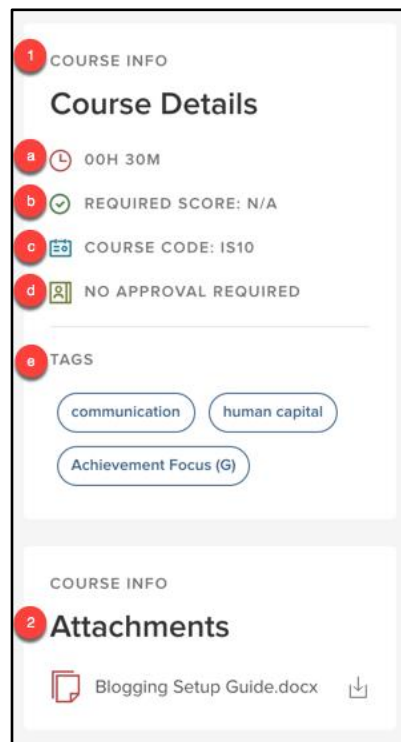 1 COURSE INFO
Course Details
a 00H 30M
b REQUIRED SCORE: N/A
c COURSE CODE: IS10
d NO APPROVAL REQUIRED
e TAGS
communication human capital
Achievement Focus (G)
COURSE INFO
2 Attachments
Blogging Setup Guide.docx